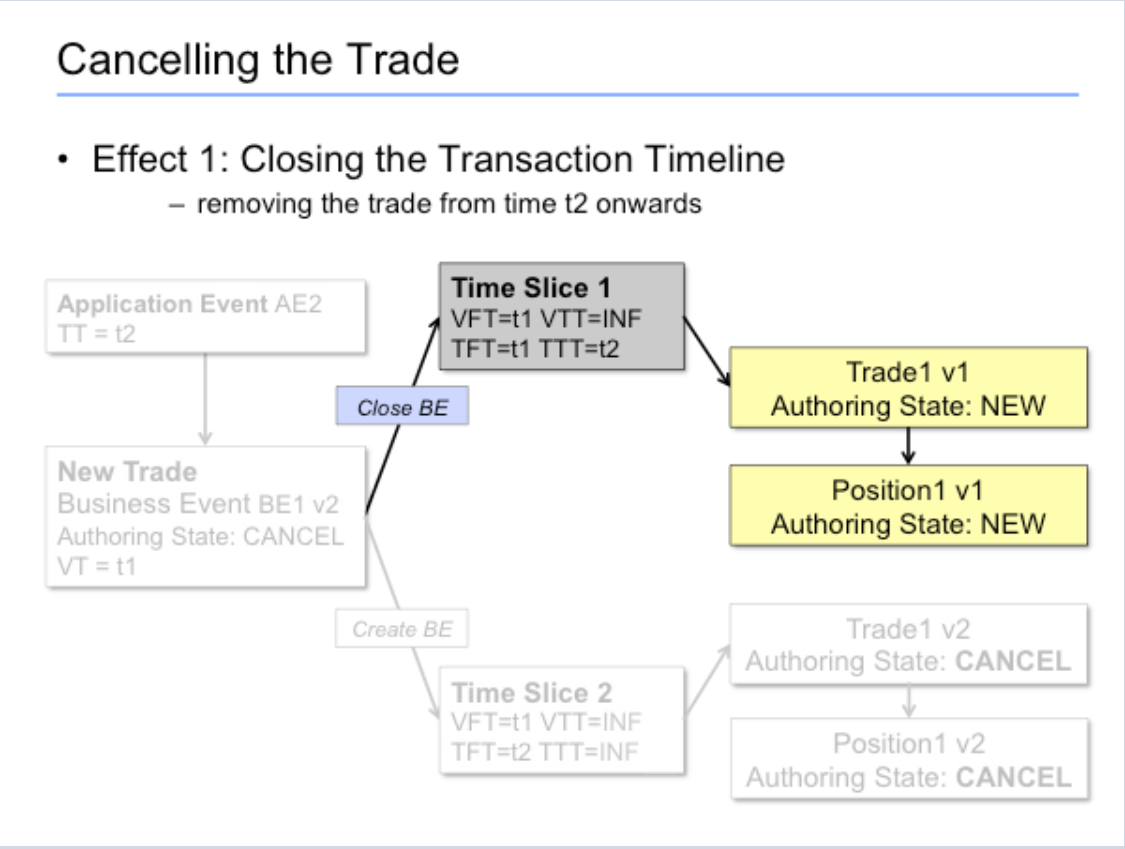 Cancelling the Trade
• Effect 1: Closing the Transaction Timeline
– removing the trade from time t2 onwards
Application Event AE2
TT = t2
Time Slice 1
VFT=t1 VTT=INF
TFT=t1 TTT=t2
Close BE
Trade1 v1
Authoring State: NEW
Position1 v1
Authoring State: NEW
New Trade
Business Event BE1 v2
Authoring State: CANCEL
VT = t1
Create BE
Time Slice 2
VFT=t1 VTT=INF
TFT=t2 TTT=INF
Trade1 v2
Authoring State: CANCEL
Position1 v2
Authoring State: CANCEL